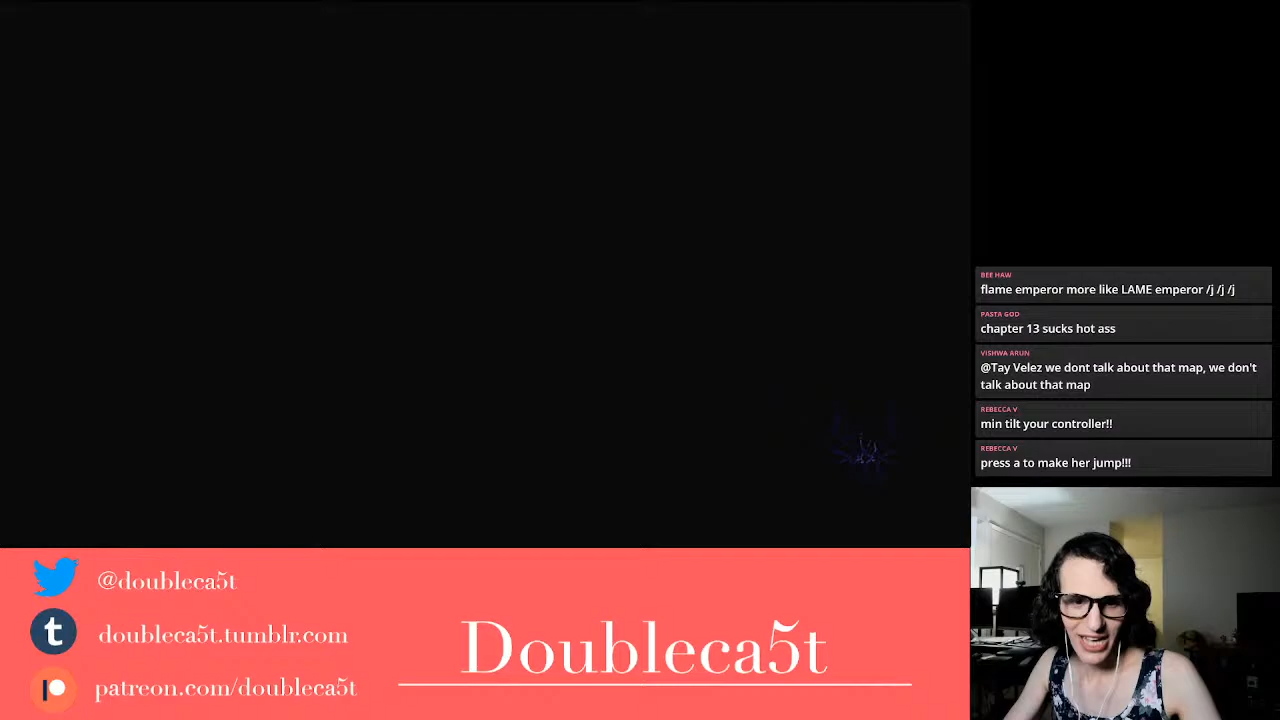 BEE HAW
flame emperor more like LAME emperor /j /j /j
PASTA GOD
chapter 13 sucks hot ass
VISHWA ARUN
@Tay Velez we dont talk about that map, we don't
talk about that map
REBECCA V
min tilt your controller!!
REBECCA V
press a to make her jump!!!
@doubleca5t
doubleca5t.tumblr.com
patreon.com/doubleca5t
Doubleca5t